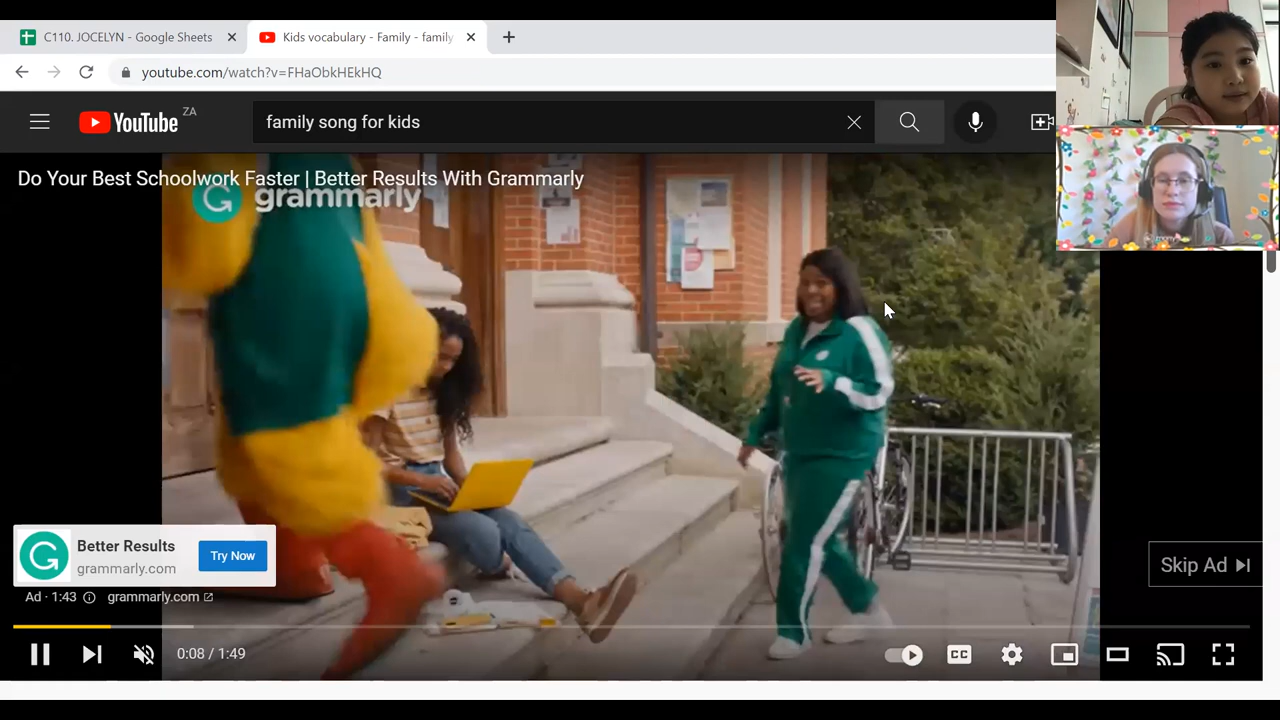 C110. JOCELYN - Google Sheets
Kids vocabulary - Family - family
youtube.com/watch?v=FHaObkHEkHQ
YouTube ZA
family song for kids
Do Your Best Schoolwork Faster | Better Results With Grammarly
grammarly
Better Results
grammarly.com
Try Now
Ad · 1:43
grammarly.com
Skip Ad
0:08 / 1:49
CC